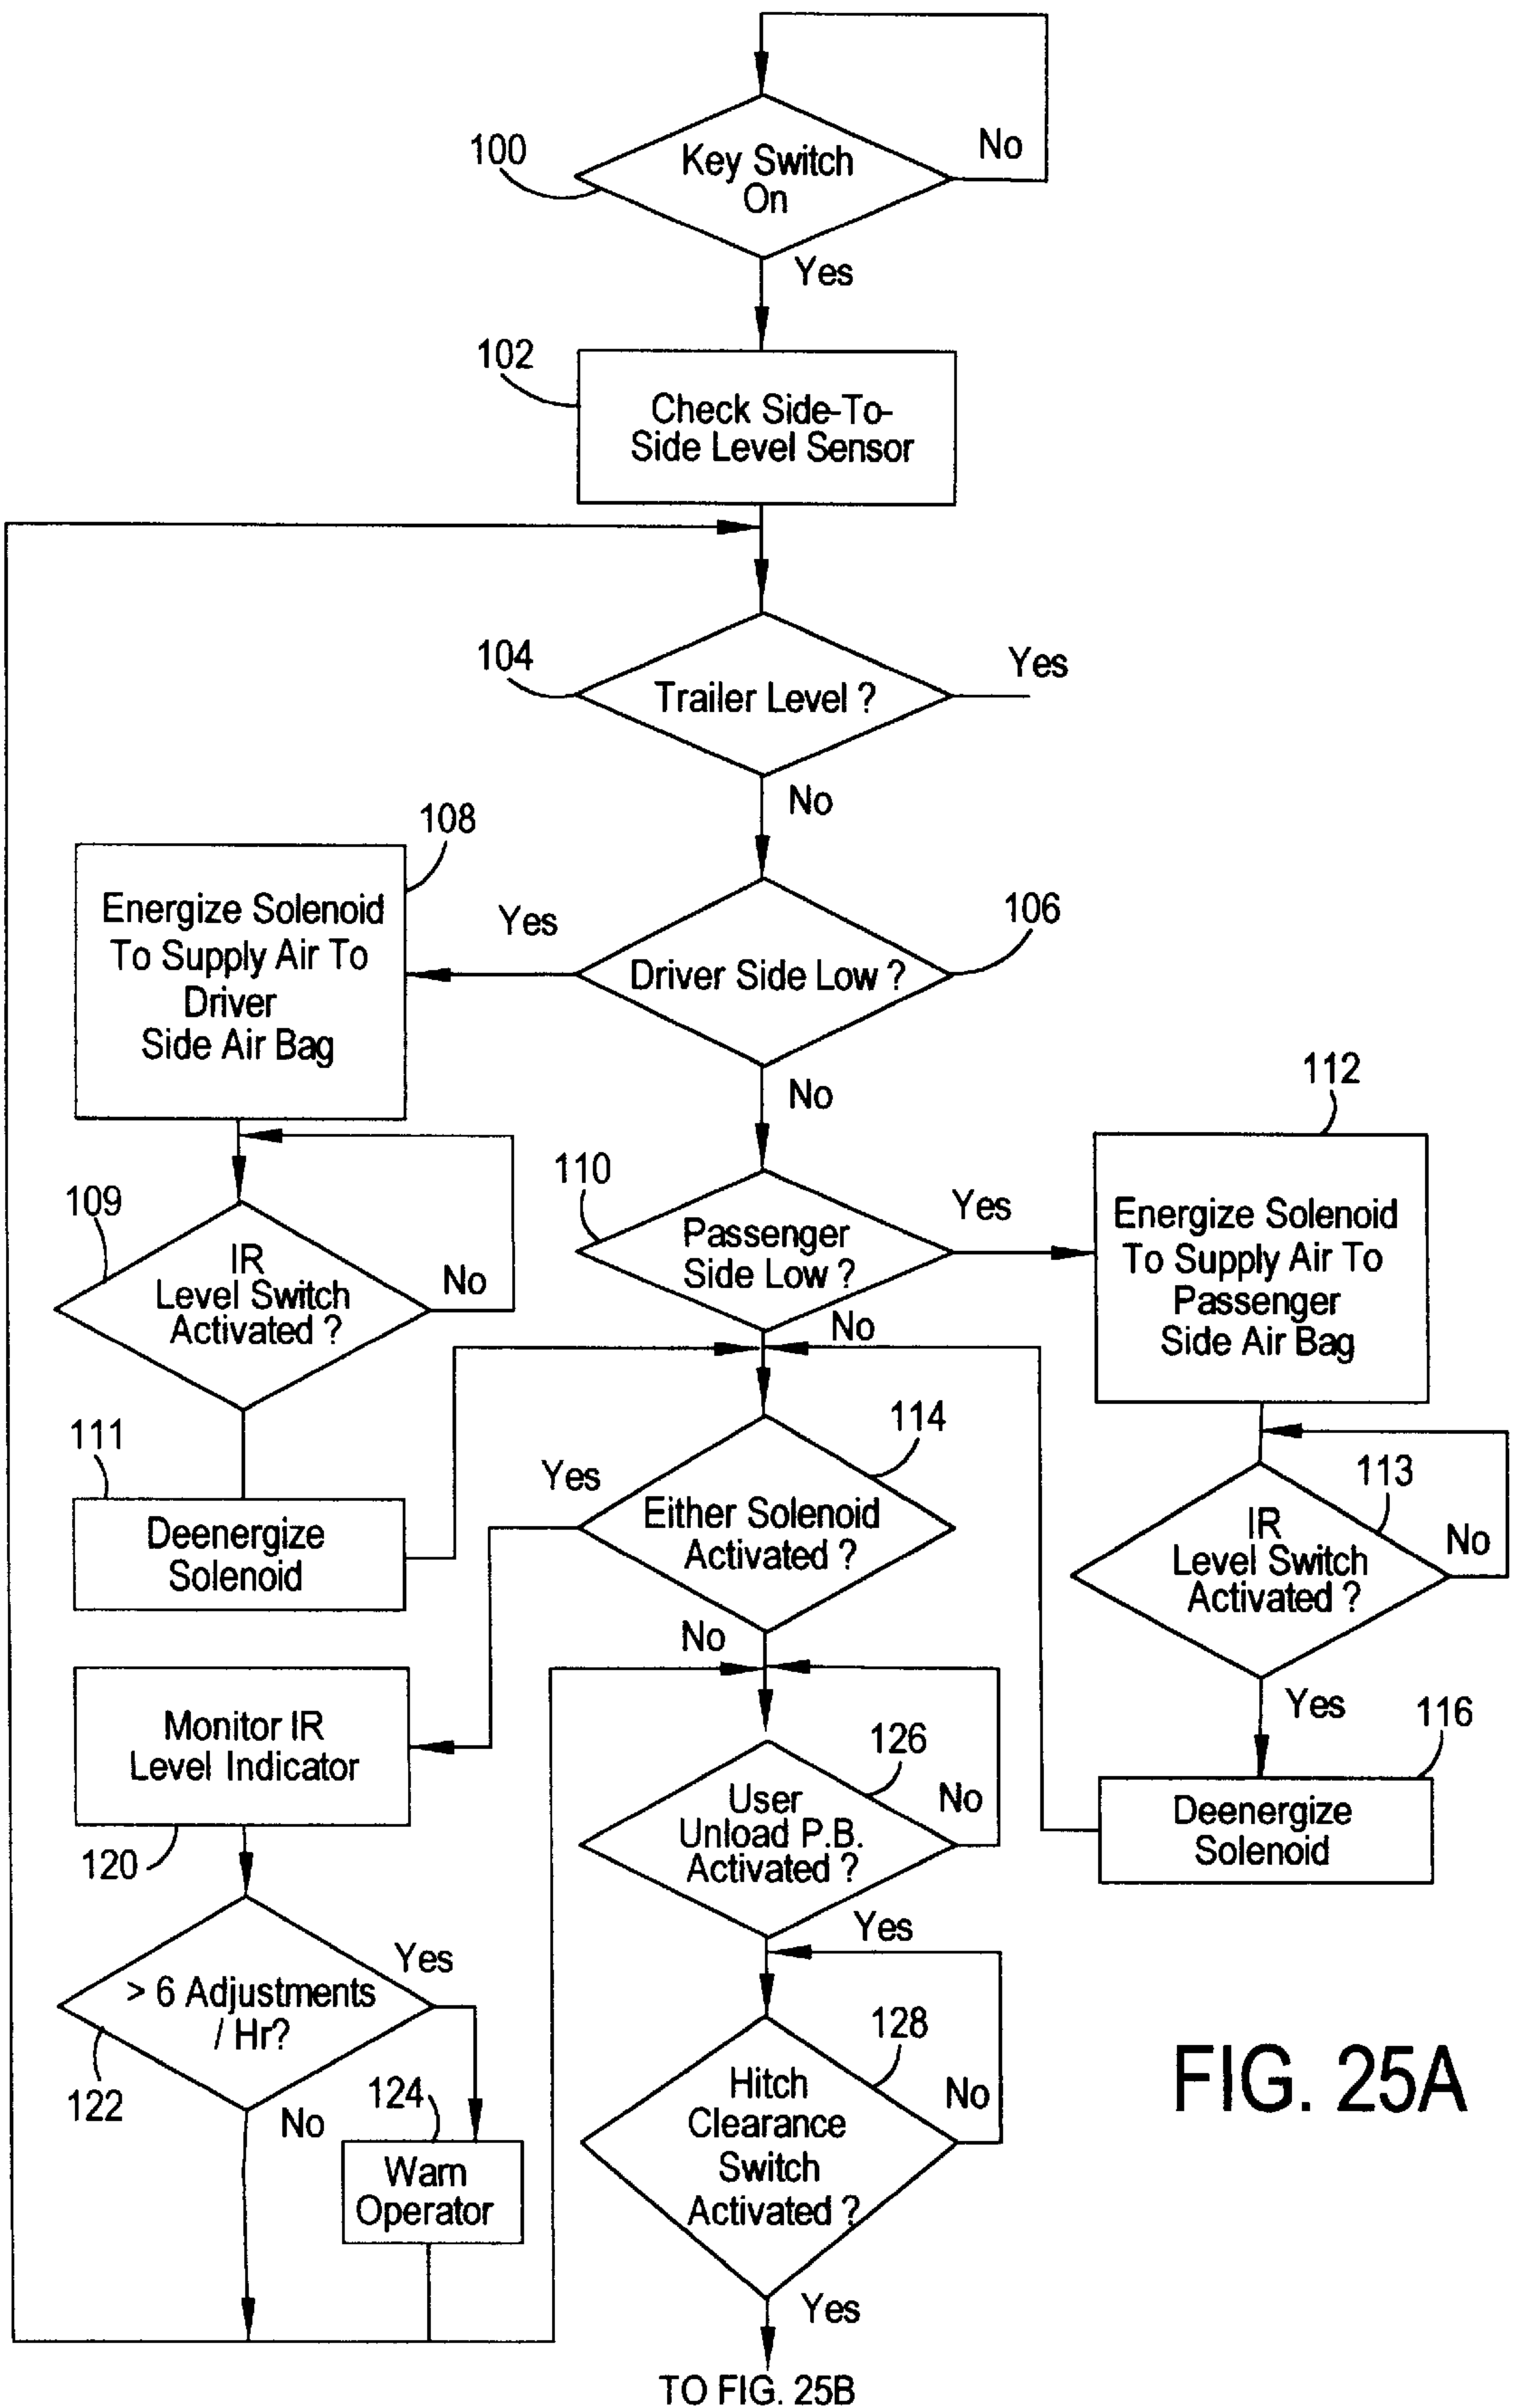 No
100
Key Switch
On
Yes
102
Check Side-To-
Side Level Sensor
104
Yes
Trailer Level ?
No
108
Energize Solenoid
To Supply Air To
Driver
Side Air Bag
Yes
106
Driver Side Low ?
No
112
110
Passenger
Side Low ?
Yes
Energize Solenoid
To Supply Air To
Passenger
Side Air Bag
109
IR
Level Switch
Activated ?
No
No
111
Deenergize
Solenoid
114
Yes
Either Solenoid
Activated ?
No
113
IR
Level Switch
Activated ?
No
Yes
116
Deenergize
Solenoid
Monitor IR
Level Indicator
120
126
User
Unload P.B.
Activated ?
No
Yes
> 6 Adjustments
/ Hr?
Yes
122
No
124
Warn
Operator
128
Hitch
Clearance
Switch
Activated ?
No
Yes
TO FIG. 25B
FIG. 25A